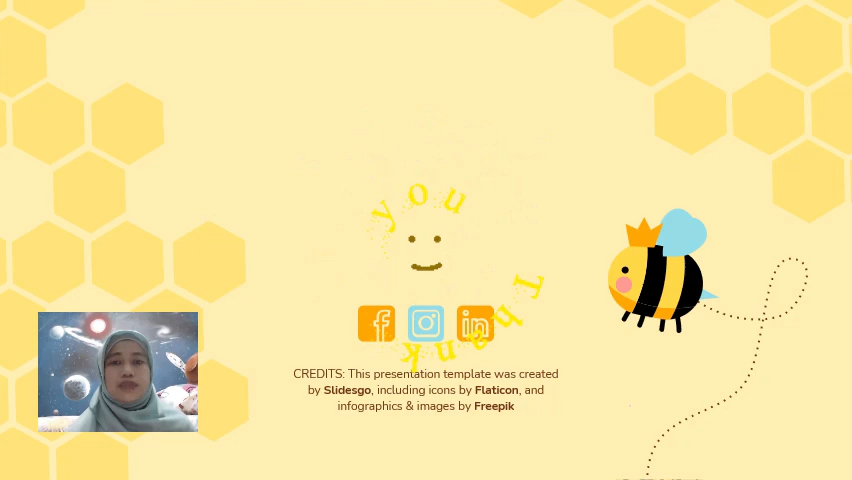 you
Thank
CREDITS: This presentation template was created
by Slidesgo, including icons by Flaticon, and
infographics & images by Freepik